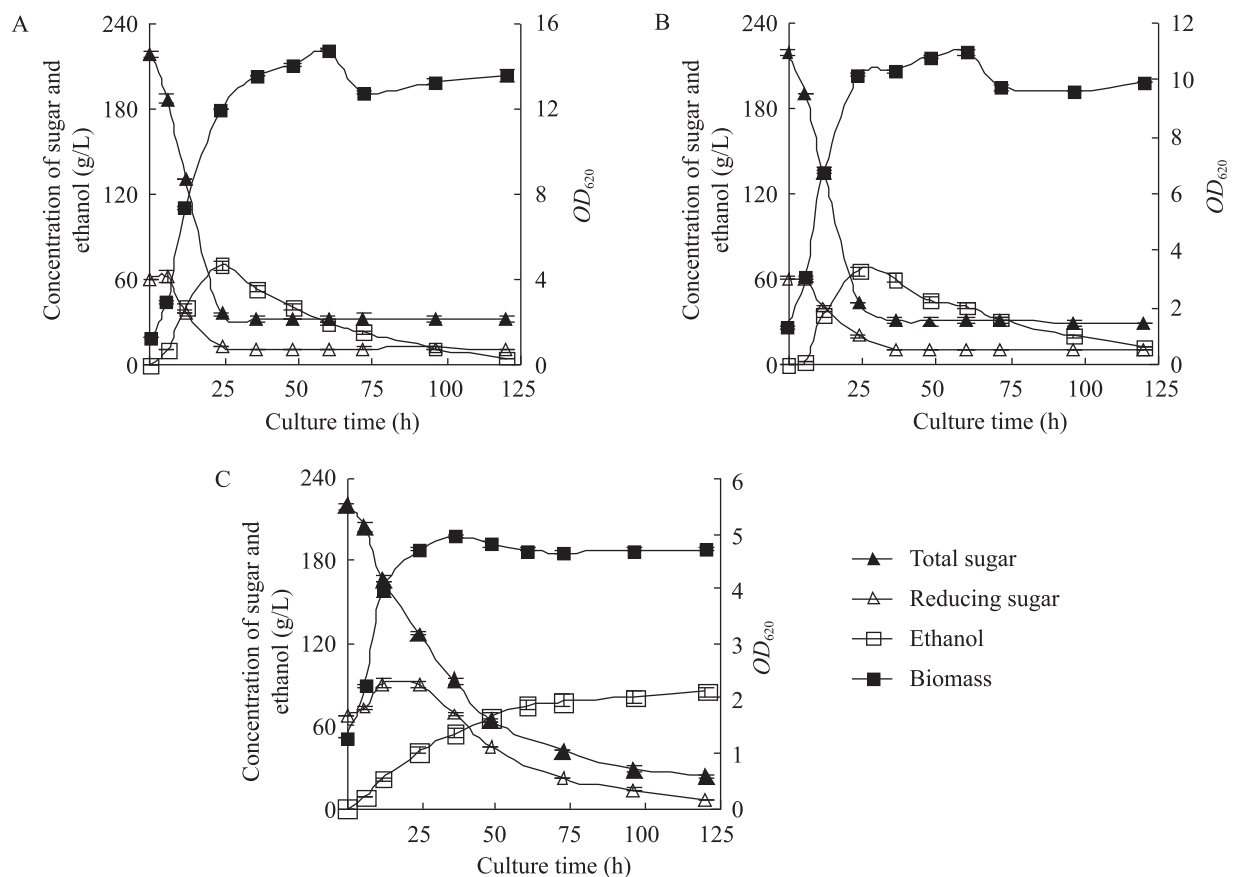 A
Concentration of sugar and
ethanol (g/L)
240
180
120
60
0
25
50
75
100
125
Culture time (h)
16
12
8
4
0
OD620
B
Concentration of sugar and
ethanol (g/L)
240
180
120
60
0
25
50
75
100
125
Culture time (h)
12
10
8
6
4
2
0
OD620
C
Concentration of sugar and
ethanol (g/L)
240
180
120
60
0
25
50
75
100
125
Culture time (h)
6
5
4
3
2
1
0
OD620
Total sugar
Reducing sugar
Ethanol
Biomass